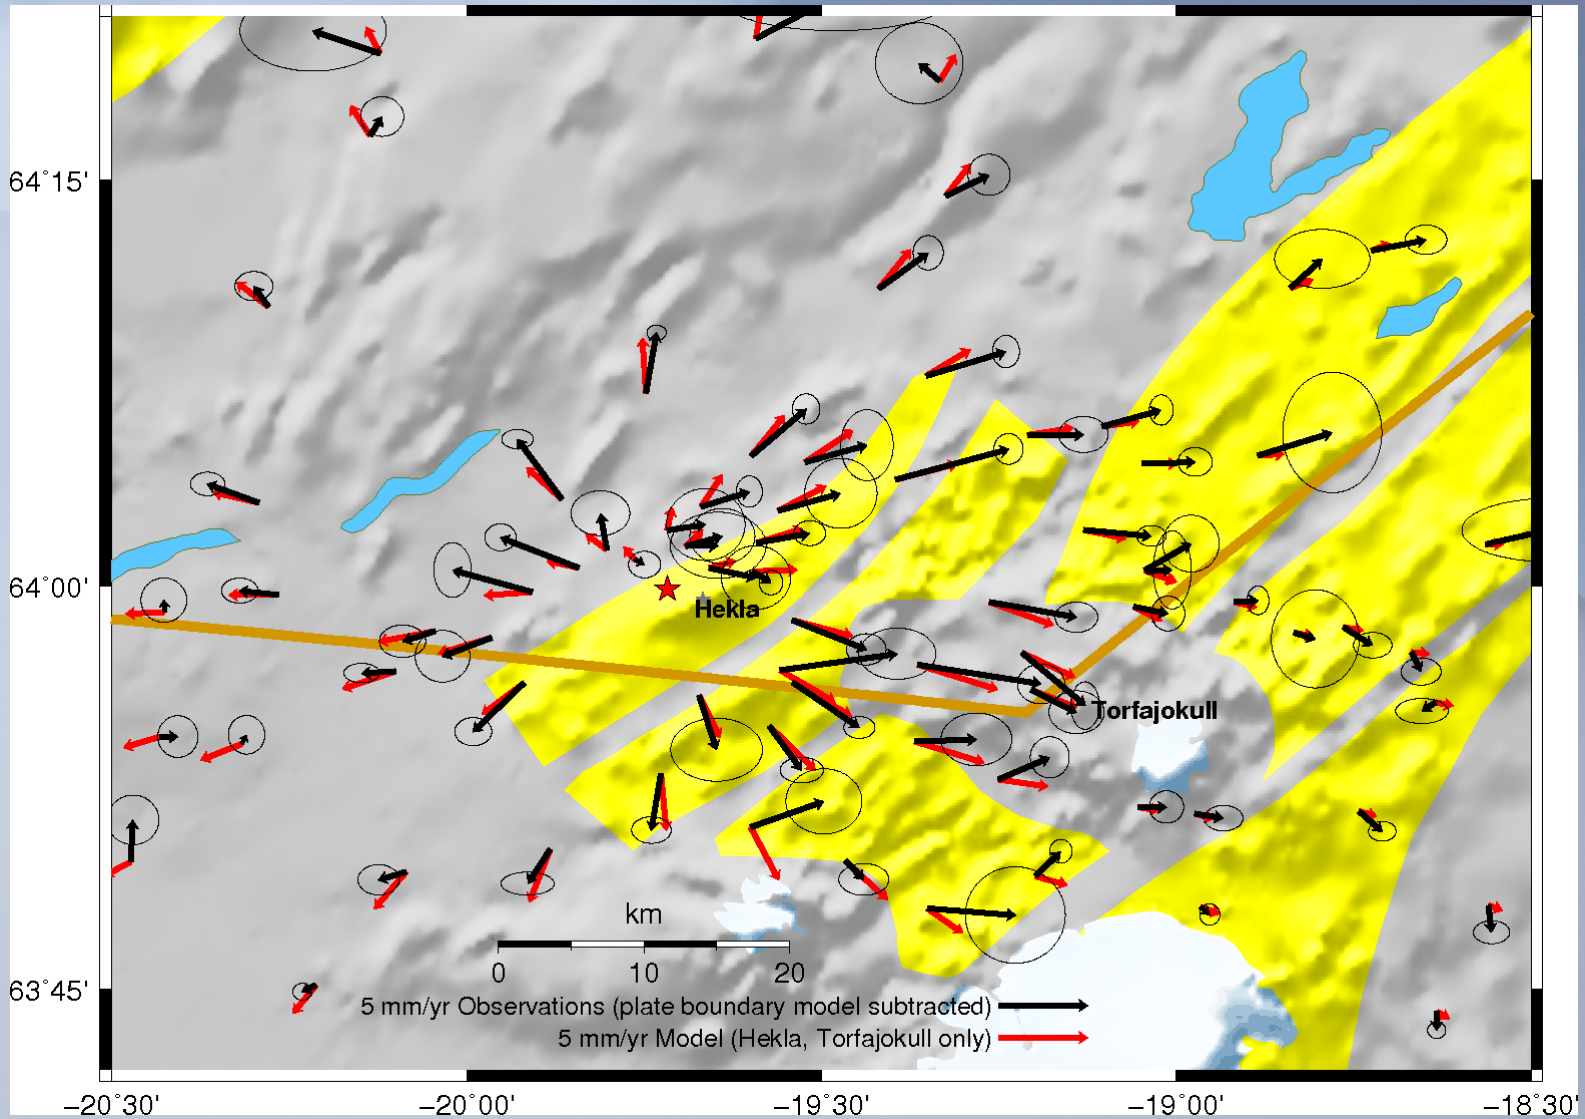 64°15'
64°00'
Hekla
Torfajokull
km
0 10 20
63°45'
5 mm/yr Observations (plate boundary model subtracted)
5 mm/yr Model (Hekla, Torfajokull only)
−20°30' −20°00' −19°30' −19°00' −18°30'